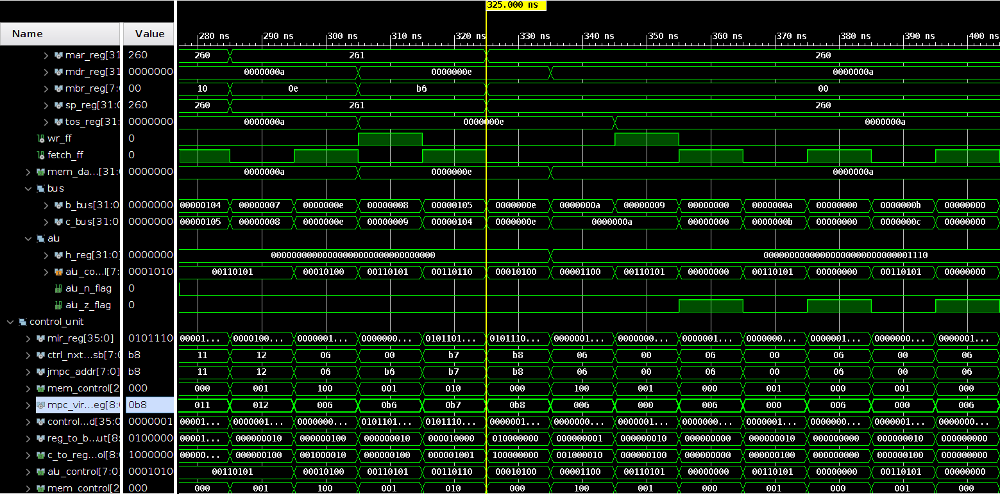 325.000 ns
Name Value 280 ns 290 ns 300 ns 310 ns 320 ns 330 ns 340 ns 350 ns 360 ns 370 ns 380 ns 390 ns 400 ns
mar_reg[31 260 260 261 260
mdr_reg[31 0000000 0000000a 0000000e 0000000a
mbr_reg[7:0 00 10 0e b6 00
sp_reg[31:0 260 260 261 260
tos_reg[31: 0000000 0000000a 0000000e 0000000a
wr_ff 0
fetch_ff 0
mem_da...[31:0 0000000 0000000a 0000000e 0000000a
bus
b_bus[31:0 0000000 00000104 00000007 0000000e 00000008 00000105 0000000e 0000000a 00000009 00000000 0000000a 00000000 0000000b 00000000
c_bus[31:0 0000000 00000105 00000008 0000000e 00000009 00000104 0000000e 0000000a 00000000 0000000b 00000000 0000000c 00000000
alu
h_reg[31:0] 0000000 00000000000000000000000000000000 00000000000000000000000000001110
alu_co...l[7: 0001010 00110101 00010100 00110101 00110110 00010100 00001100 00110101 00000000 00110101 00000000 00110101 00000000
alu_n_flag 0
alu_z_flag 0
control_unit
mir_reg[35:0] 0101110 00001... 0000100... 0000001... 0000000... 0101101... 0101110... 0000001... 0000000... 0000001... 0000000... 0000001... 0000000... 0000001...
ctrl_nxt...sb[7:0 b8 11 12 06 00 b7 b8 06 00 06 00 06 00 06
jmpc_addr[7:0] b8 11 12 06 b6 b7 b8 06 00 06 00 06 00 06
mem_control[2 000 000 001 100 001 010 000 100 001 000 001 000 001 000
mpc_vir...eg[8:0 0b8 011 012 006 0b6 0b7 0b8 006 000 006 000 006 000 006
control...d[35:0 0000001 00001... 0000001... 0000000... 0101101... 0101110... 0000001... 0000000... 0000001... 0000000... 0000001... 0000000... 0000001... 0000000...
reg_to_b...ut[8: 0100000 00001... 000000010 000000100 000000010 000010000 010000000 000000001 000000010 000000000 000000010 000000000 000000010 000000000
c_to_reg...ol[8:0 1000000 00000... 000000100 001000010 000000100 000001001 100000000 001000010 000000100 000000000 000000100 000000000 000000100 000000000
alu_control[7:0] 0001010 00110101 00010100 00110101 00110110 00010100 00001100 00110101 00000000 00110101 00000000 00110101 00000000
mem_control[2 000 000 001 100 001 010 000 100 001 000 001 000 001 000